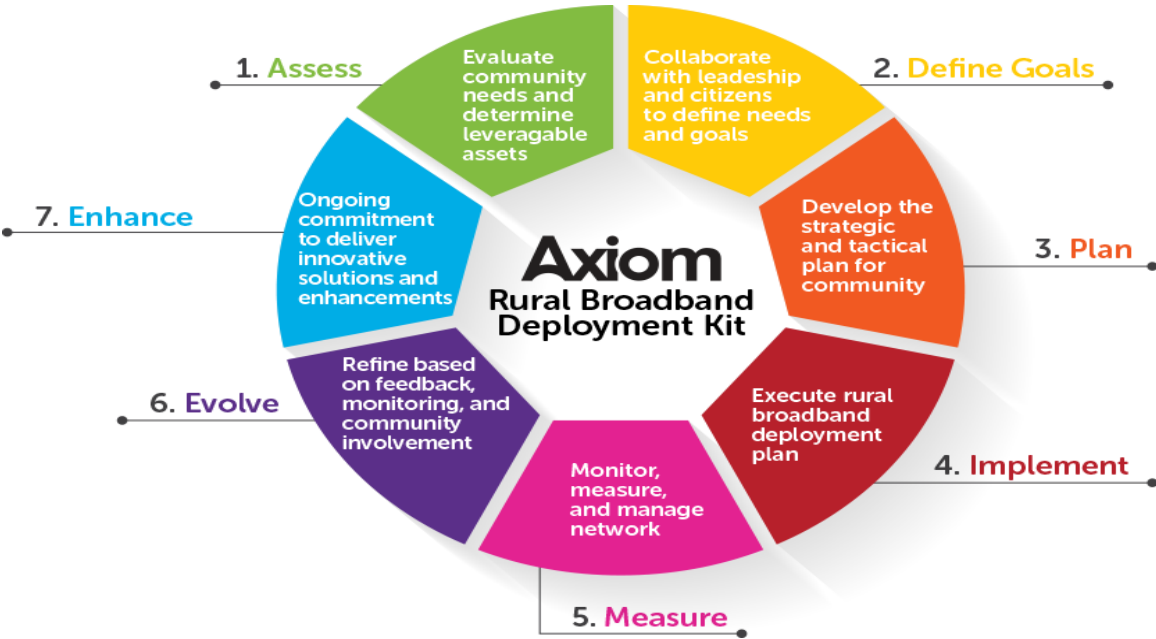 1. Assess
Evaluate
community
needs and
determine
leveragable
assets
2. Define Goals
Collaborate
with leadeship
and citizens
to define needs
and goals
3. Plan
Develop the
strategic
and tactical
plan for
community
4. Implement
Execute rural
broadband
deployment
plan
5. Measure
Monitor,
measure,
and manage
network
6. Evolve
Refine based
on feedback,
monitoring, and
community
involvement
7. Enhance
Ongoing
commitment
to deliver
innovative
solutions and
enhancements
Axiom
Rural Broadband
Deployment Kit